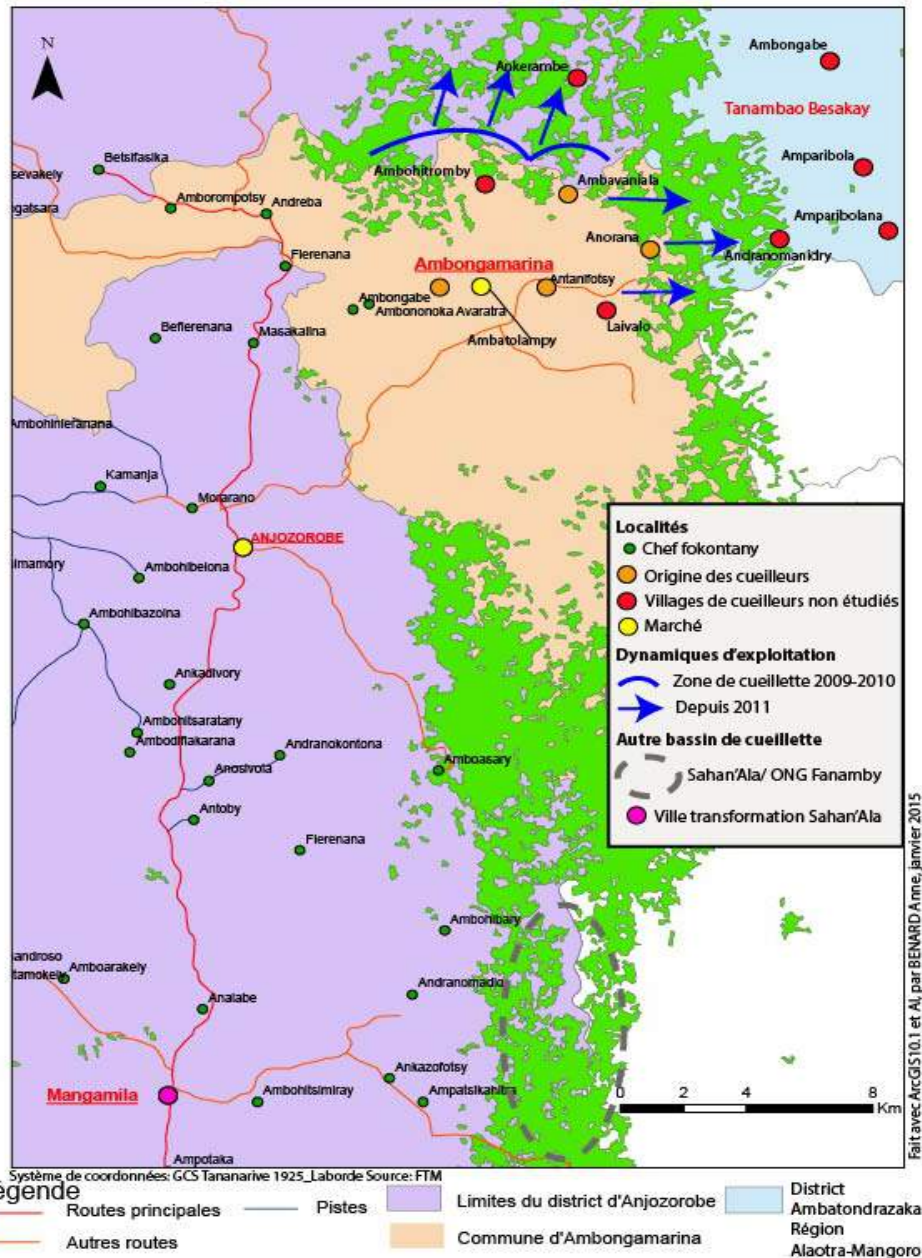 N
Ambongabe
Ankerambe
Tanambao Besakay
Betsifasika
sevakely
Amparibola
Ambohitromby
Ambavaniala
ngatsara
Amborompotsy
Andreba
Amparibolana
Anorana
Andranomanidry
Fierenana
Ambongamarina
Antanifotsy
Ambongabe
Ambononoka Avaratra
Laivalo
Befierenana
Masakalina
Ambatolampy
Ambohinieranana
Kamanja
Morarano
ANJOZOROBE
Localités
Chef fokontany
Origine des cueilleurs
Villages de cueilleurs non étudiés
Marché
Dynamiques d'exploitation
Zone de cueillette 2009-2010
Depuis 2011
Autre bassin de cueillette
Sahan'Ala/ ONG Fanamby
Ville transformation Sahan'Ala
imamory
Ambohibelona
Ambohibazoina
Ankadivory
Ambohitsaratany
Ambodifiakarana
Andranokontona
Anosivola
Amboasary
Antoby
Fierenana
Ambohibary
androso
tamokely
Amboarakely
Andranomadio
Analabe
Ankazofotsy
Mangamila
Ambohitsimiray
Ampatsikahitra
0 2 4 8
Km
Ampotaka
Fait avec ArcGIS10.1 et AI, par BENARD Anne, janvier 2015
Système de coordonnées: GCS Tananarive 1925_Laborde Source: FTM
égende
Routes principales
Pistes
Limites du district d'Anjozorobe
District
Ambatondrazaka
Région
Alaotra-Mangoro
Autres routes
Commune d'Ambongamarina